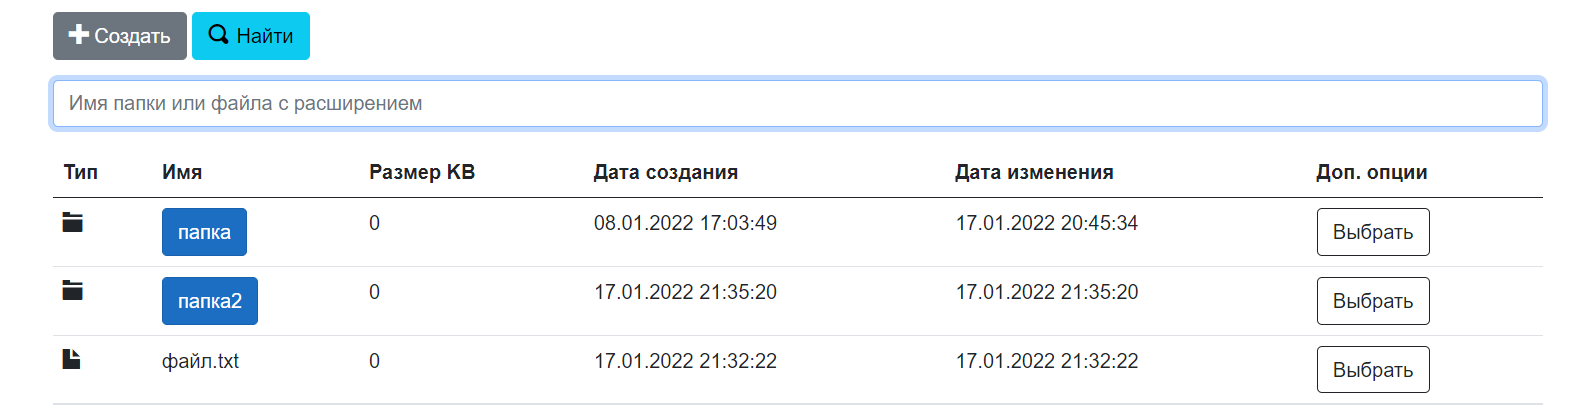 Создать Найти
Имя папки или файла с расширением
Тип Имя Размер KB Дата создания Дата изменения Доп. опции
папка 0 08.01.2022 17:03:49 17.01.2022 20:45:34 Выбрать
папка2 0 17.01.2022 21:35:20 17.01.2022 21:35:20 Выбрать
файл.txt 0 17.01.2022 21:32:22 17.01.2022 21:32:22 Выбрать